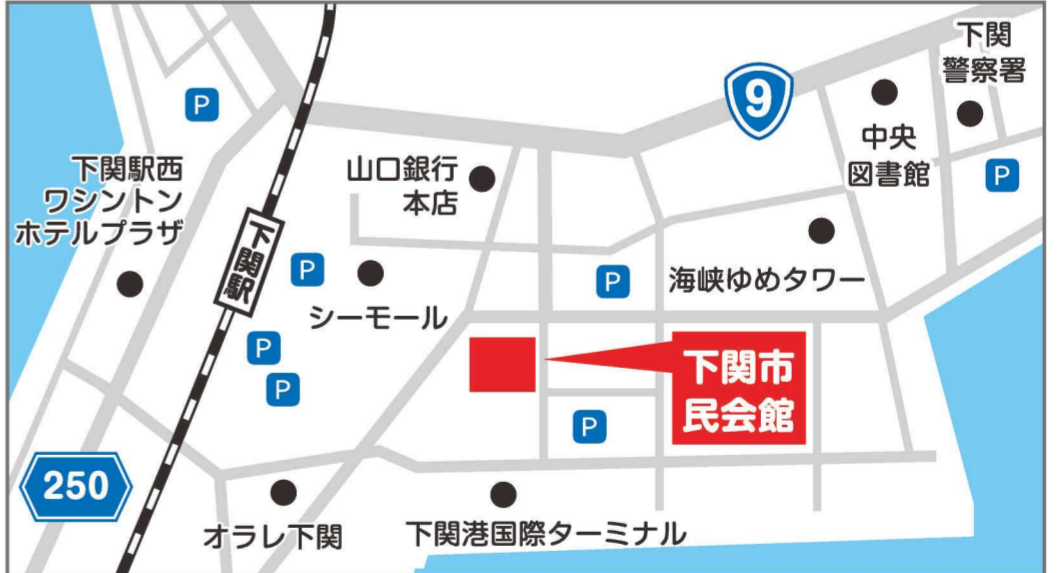 下関
警察署
9
P
中央
図書館
P
下関駅西
ワシントン
ホテルプラザ
山口銀行
本店
下関駅
P
シーモール
P
海峡ゆめタワー
P
P
下関市
民会館
P
250
オラレ下関
下関港国際ターミナル